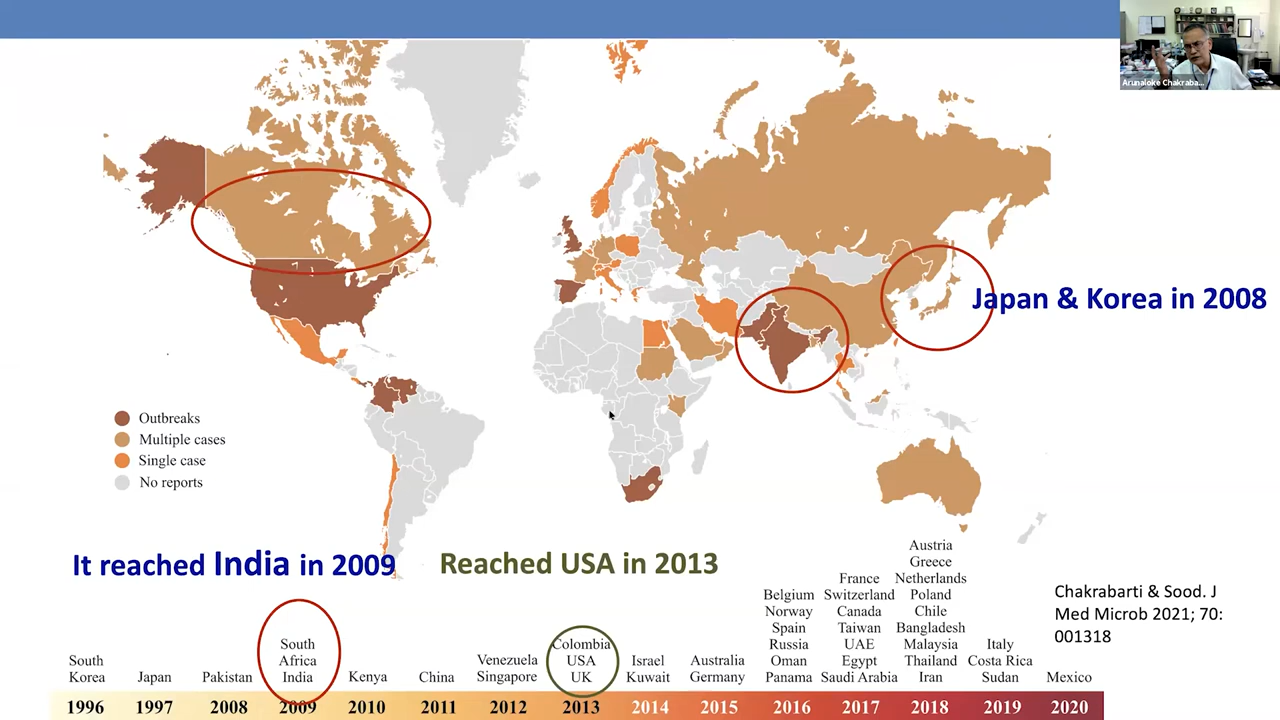 Arunaloke Chakraba...
Japan & Korea in 2008
Outbreaks
Multiple cases
Single case
No reports
It reached India in 2009
Reached USA in 2013
Chakrabarti & Sood. J
Med Microb 2021; 70:
001318
South
Korea
Japan
Pakistan
South
Africa
India
Kenya
China
Venezuela
Singapore
Colombia
USA
UK
Israel
Kuwait
Australia
Germany
Belgium
Norway
Spain
Russia
Oman
Panama
France
Switzerland
Canada
Taiwan
UAE
Egypt
Saudi Arabia
Austria
Greece
Netherlands
Poland
Chile
Bangladesh
Malaysia
Thailand
Iran
Italy
Costa Rica
Sudan
Mexico
1996 1997 2008 2009 2010 2011 2012 2013 2014 2015 2016 2017 2018 2019 2020